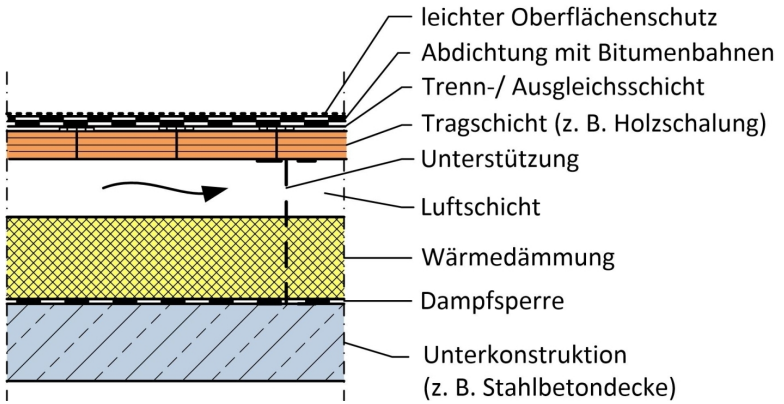 leichter Oberflächenschutz
Abdichtung mit Bitumenbahnen
Trenn-/ Ausgleichsschicht
Tragschicht (z. B. Holzschalung)
Unterstützung
Luftschicht
Wärmedämmung
Dampfsperre
Unterkonstruktion
(z. B. Stahlbetondecke)